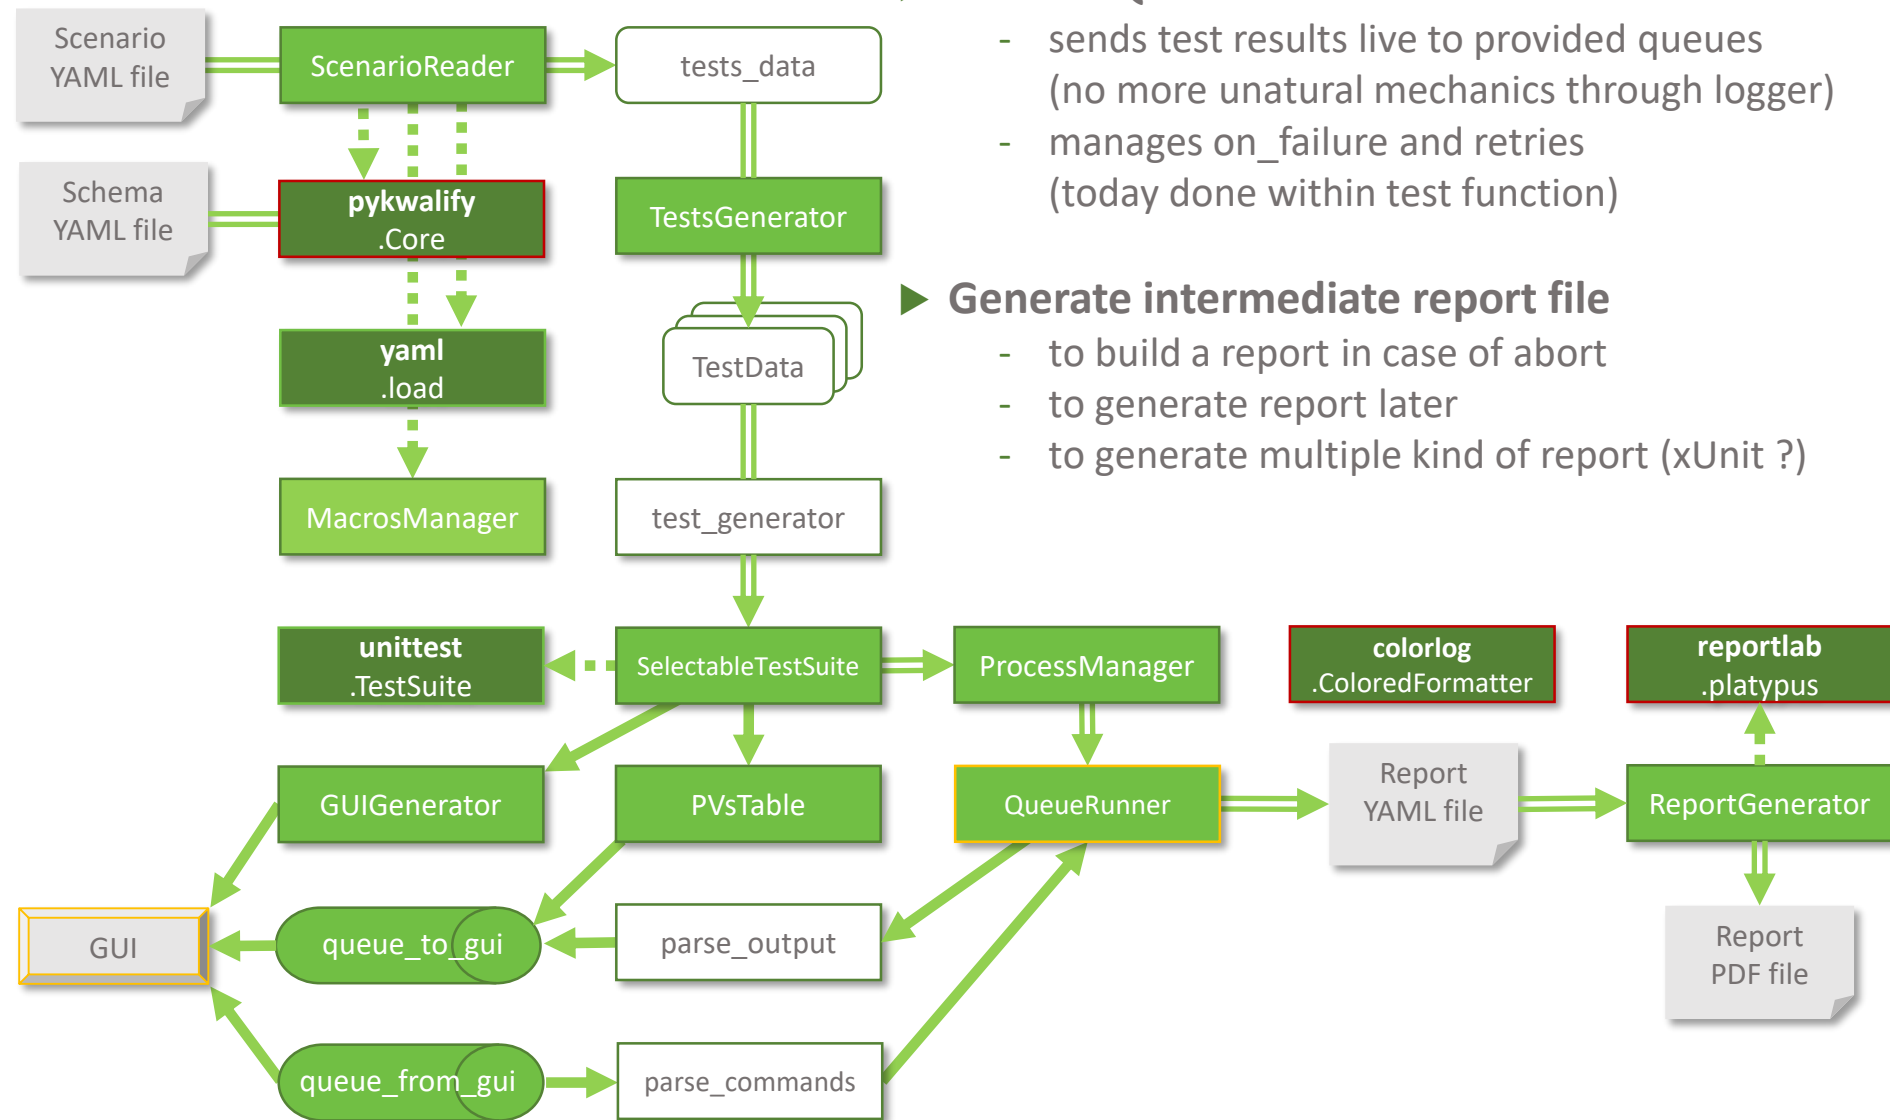 - sends test results live to provided queues
(no more unatural mechanics through logger)
- manages on_failure and retries
(today done within test function)
Generate intermediate report file
- to build a report in case of abort
- to generate report later
- to generate multiple kind of report (xUnit ?)
Scenario
YAML file
ScenarioReader
tests_data
Schema
YAML file
pykwalify
.Core
TestsGenerator
yaml
.load
TestData
MacrosManager
test_generator
unittest
.TestSuite
SelectableTestSuite
ProcessManager
colorlog
.ColoredFormatter
reportlab
.platypus
GUIGenerator
PVsTable
QueueRunner
Report
YAML file
ReportGenerator
GUI
queue_to_gui
parse_output
Report
PDF file
queue_from_gui
parse_commands